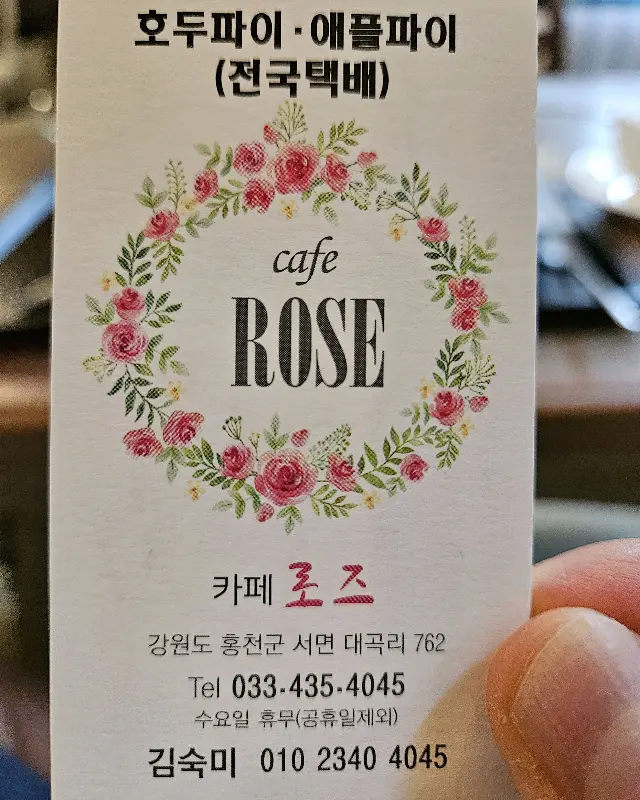 호두파이·애플파이
(전국택배)
cafe
ROSE
카페 로즈
강원도 홍천군 서면 대곡리 762
Tel 033-435-4045
수요일 휴무(공휴일제외)
김숙미 010 2340 4045